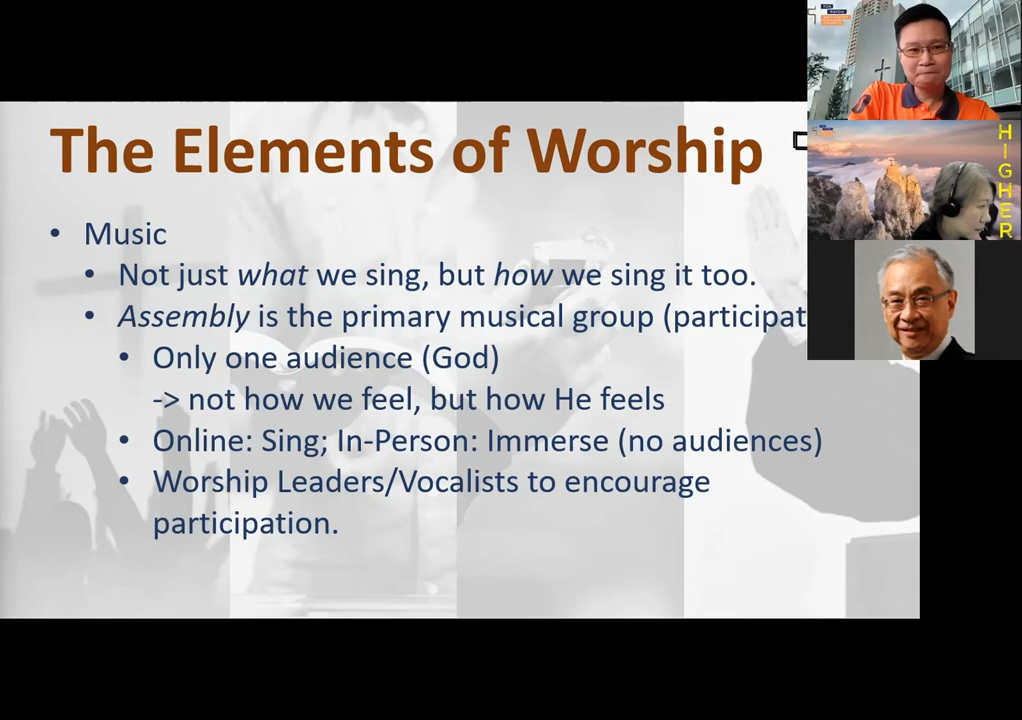 The Elements of Worship
• Music
• Not just what we sing, but how we sing it too.
• Assembly is the primary musical group (participat
• Only one audience (God)
-> not how we feel, but how He feels
• Online: Sing; In-Person: Immerse (no audiences)
• Worship Leaders/Vocalists to encourage
participation.
HIGHER